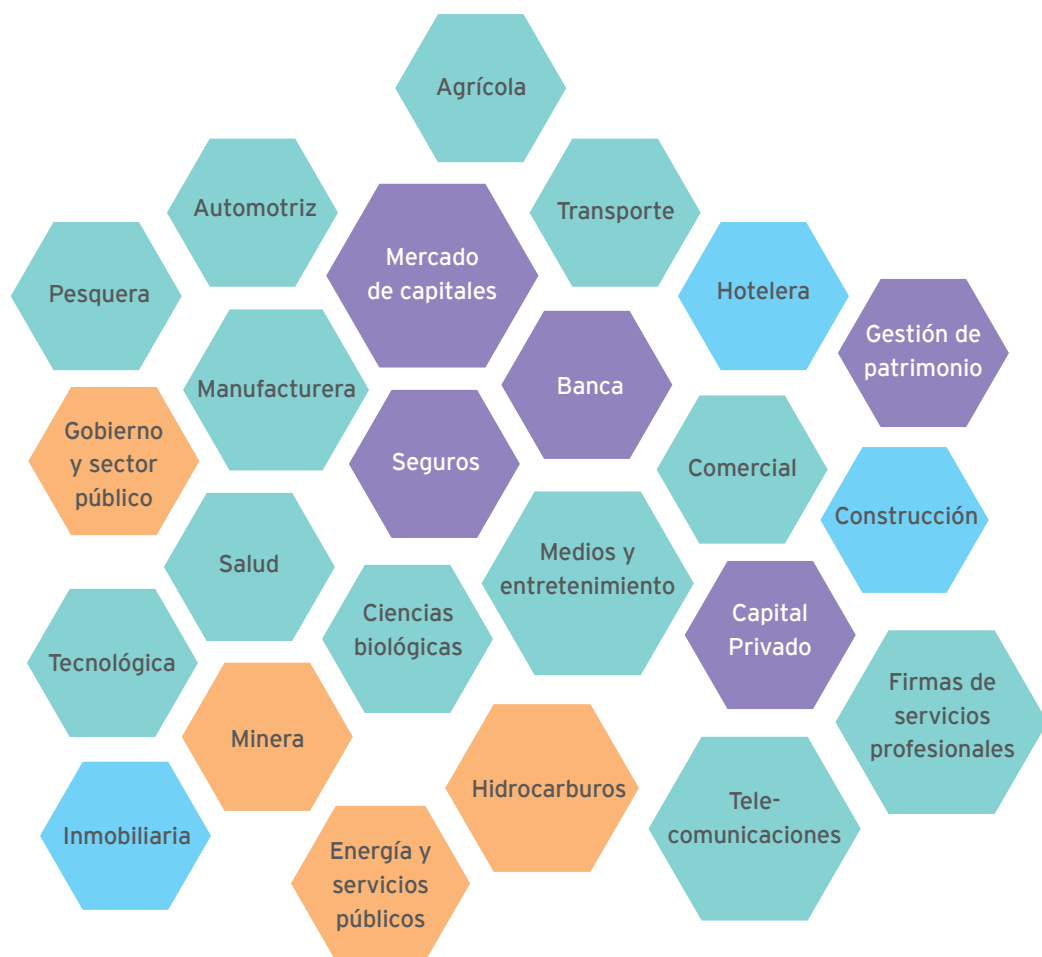 Agrícola
Automotriz
Transporte
Mercado
de capitales
Pesquera
Hotelera
Gestión de
patrimonio
Manufacturera
Banca
Gobierno
y sector
público
Seguros
Comercial
Construcción
Salud
Medios y
entretenimiento
Ciencias
biológicas
Capital
Privado
Tecnológica
Firmas de
servicios
profesionales
Minera
Hidrocarburos
Tele-
comunicaciones
Inmobiliaria
Energía y
servicios
públicos